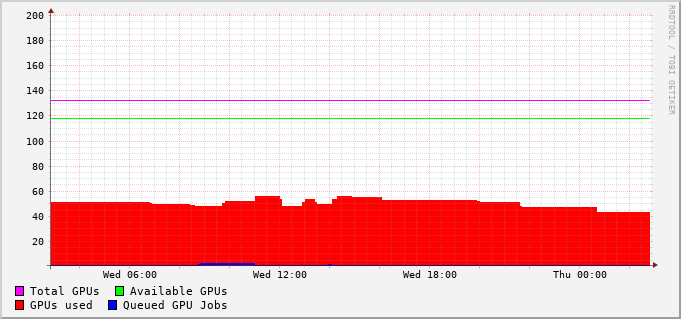 200
180
160
140
120
100
80
60
40
20
Wed 06:00 Wed 12:00 Wed 18:00 Thu 00:00
Total GPUs Available GPUs
GPUs used Queued GPU Jobs
RRDTOOL / TOBI OETIKER